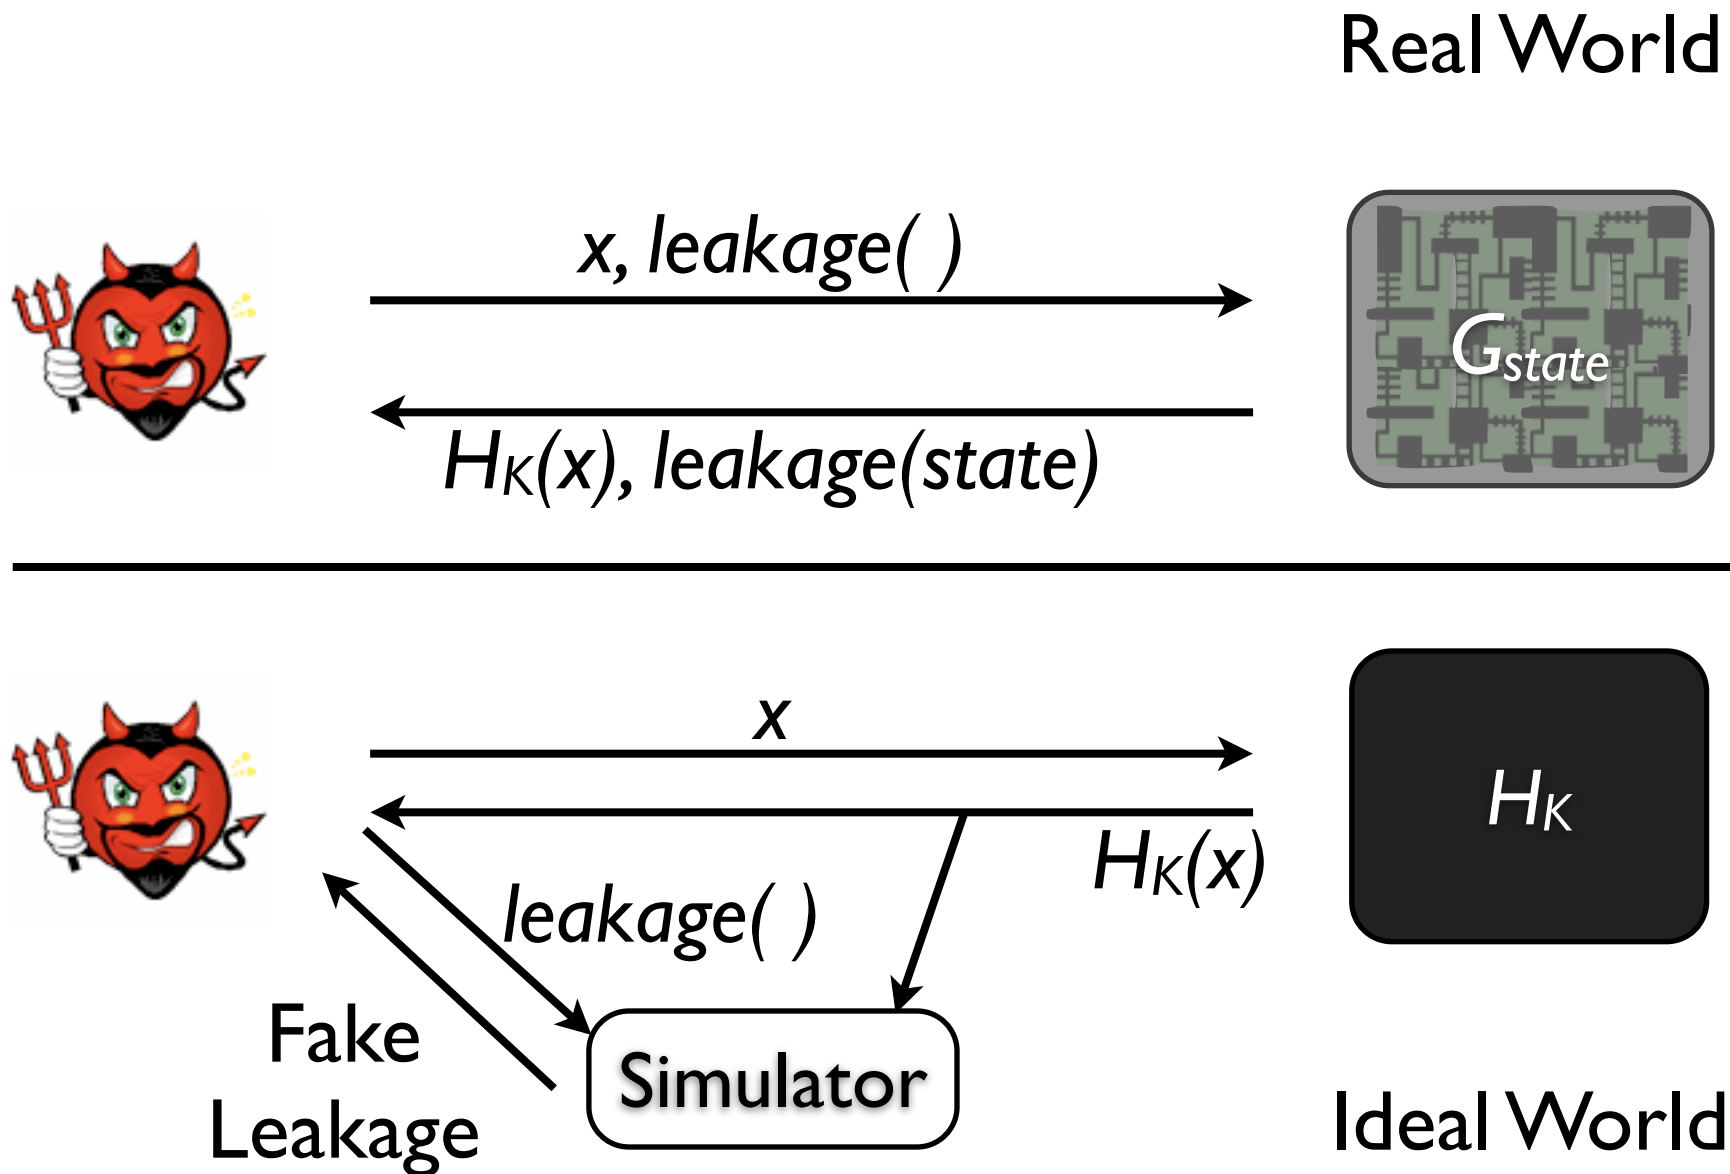 Real World
x, leakage( )
G_state
H_K(x), leakage(state)
x
H_K
H_K(x)
leakage( )
Fake
Leakage
Simulator
Ideal World